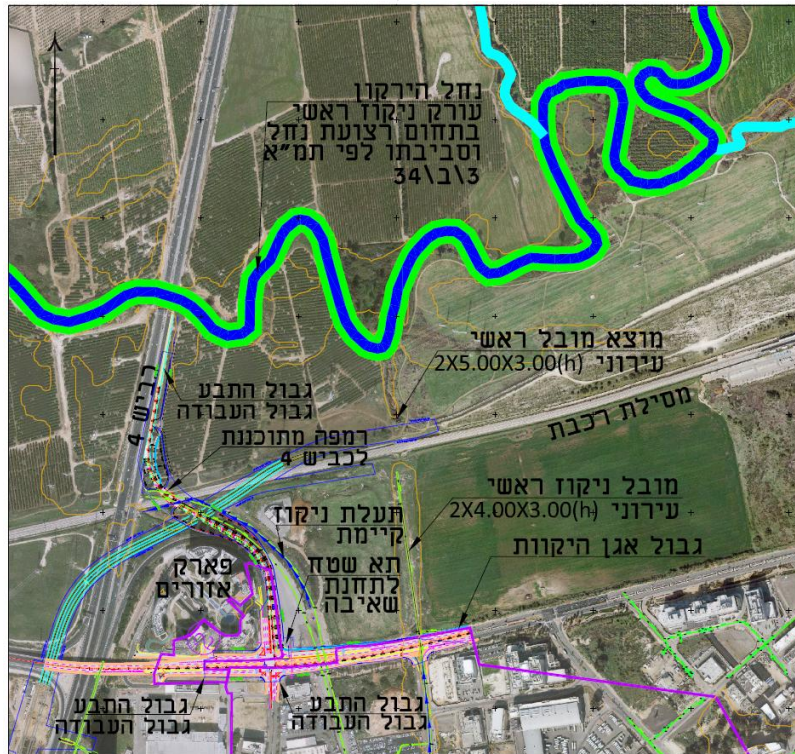 נחל הירקון
עורק ניקוז ראשי
בתחום רצועת נחל
וסביבתו לפי תמ"א
34\ב\3
מוצא מובל ראשי
עירוני 2X5.00X3.00(h)
מסילת רכבת
כביש 4
גבול התבע
גבול העבודה
רמפה מתוכננת
לכביש 4
מובל ניקוז ראשי
עירוני 2X4.00X3.00(h)
תעלת ניקוז
קיימת
גבול אגן היקוות
פארק
אזורים
תא שטח
לתחנת
שאיבה
גבול התבע
גבול העבודה
גבול התבע
גבול העבודה